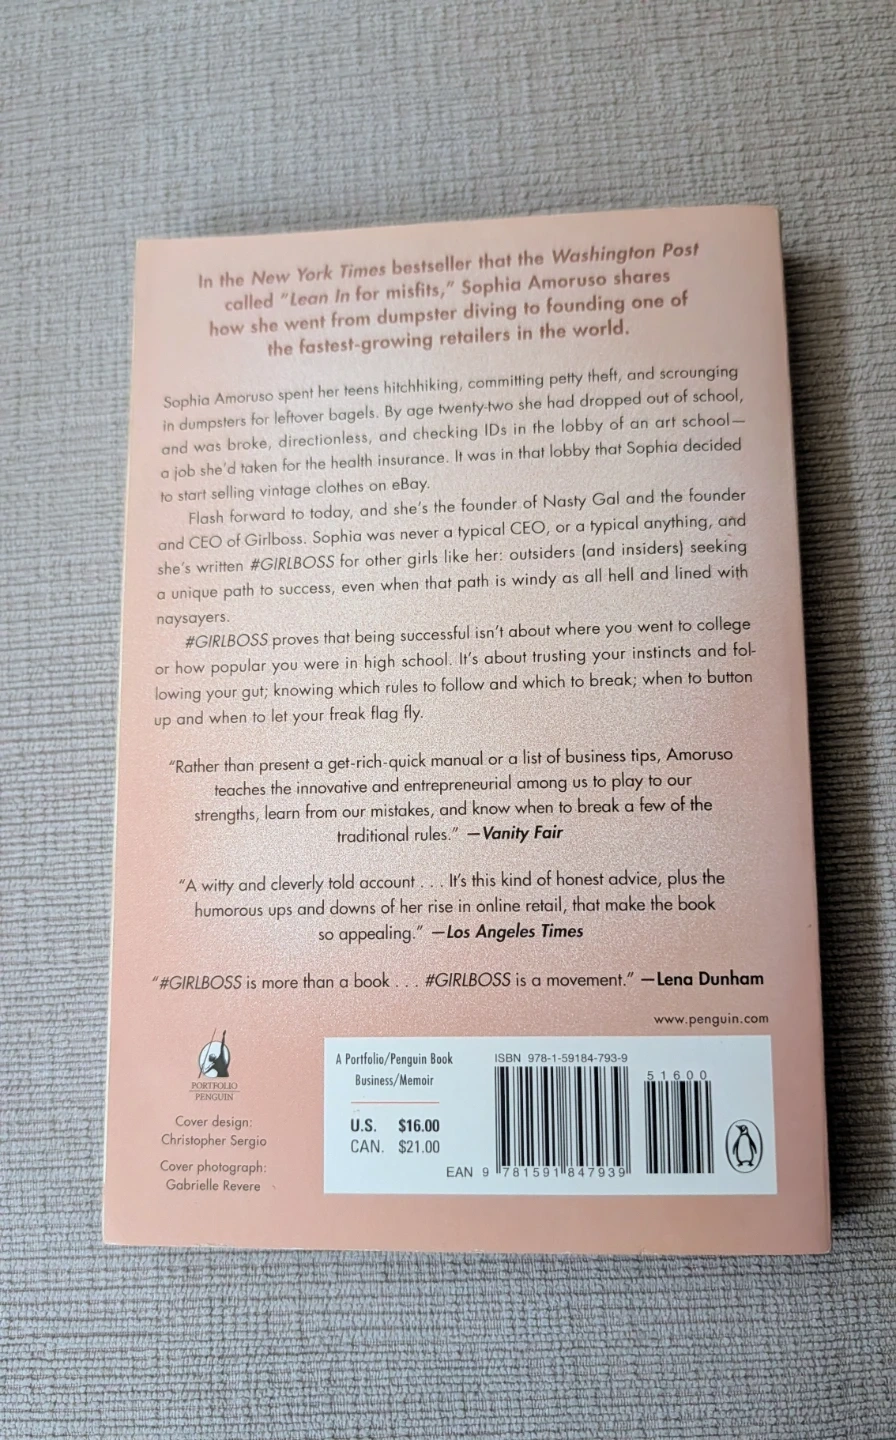 In the New York Times bestseller that the Washington Post
called "Lean In for misfits," Sophia Amoruso shares
how she went from dumpster diving to founding one of
the fastest-growing retailers in the world.
Sophia Amoruso spent her teens hitchhiking, committing petty theft, and scrounging
in dumpsters for leftover bagels. By age twenty-two she had dropped out of school,
and was broke, directionless, and checking IDs in the lobby of an art school—
a job she'd taken for the health insurance. It was in that lobby that Sophia decided
to start selling vintage clothes on eBay.
Flash forward to today, and she's the founder of Nasty Gal and the founder
and CEO of Girlboss. Sophia was never a typical CEO, or a typical anything, and
she's written #GIRLBOSS for other girls like her: outsiders (and insiders) seeking
a unique path to success, even when that path is windy as all hell and lined with
naysayers.
#GIRLBOSS proves that being successful isn't about where you went to college
or how popular you were in high school. It's about trusting your instincts and fol-
lowing your gut; knowing which rules to follow and which to break; when to button
up and when to let your freak flag fly.
"Rather than present a get-rich-quick manual or a list of business tips, Amoruso
teaches the innovative and entrepreneurial among us to play to our
strengths, learn from our mistakes, and know when to break a few of the
traditional rules." —Vanity Fair
"A witty and cleverly told account . . . It's this kind of honest advice, plus the
humorous ups and downs of her rise in online retail, that make the book
so appealing." —Los Angeles Times
"#GIRLBOSS is more than a book . . . #GIRLBOSS is a movement." —Lena Dunham
www.penguin.com
PORTFOLIO
PENGUIN
Cover design:
Christopher Sergio
Cover photograph:
Gabrielle Revere
A Portfolio/Penguin Book
Business/Memoir
U.S. $16.00
CAN. $21.00
ISBN 978-1-59184-793-9
51600
EAN 9 781591 847939